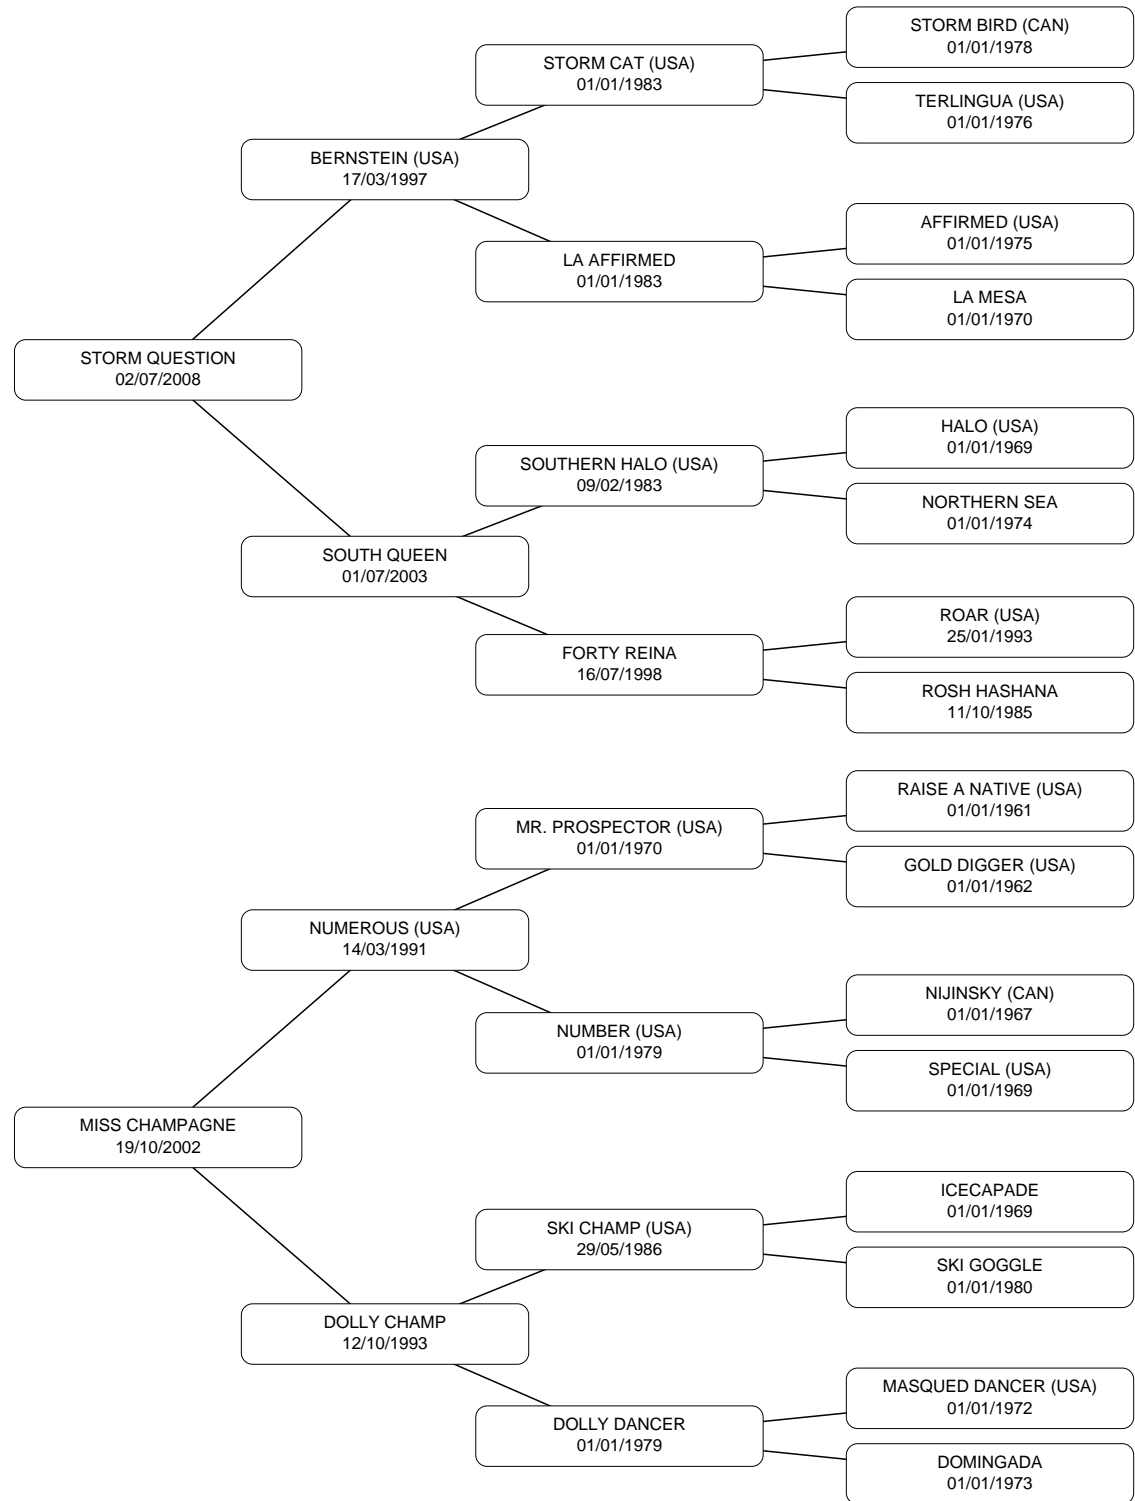 STORM BIRD (CAN)
01/01/1978
STORM CAT (USA)
01/01/1983
TERLINGUA (USA)
01/01/1976
BERNSTEIN (USA)
17/03/1997
AFFIRMED (USA)
01/01/1975
LA AFFIRMED
01/01/1983
LA MESA
01/01/1970
STORM QUESTION
02/07/2008
HALO (USA)
01/01/1969
SOUTHERN HALO (USA)
09/02/1983
NORTHERN SEA
01/01/1974
SOUTH QUEEN
01/07/2003
ROAR (USA)
25/01/1993
FORTY REINA
16/07/1998
ROSH HASHANA
11/10/1985
RAISE A NATIVE (USA)
01/01/1961
MR. PROSPECTOR (USA)
01/01/1970
GOLD DIGGER (USA)
01/01/1962
NUMEROUS (USA)
14/03/1991
NIJINSKY (CAN)
01/01/1967
NUMBER (USA)
01/01/1979
SPECIAL (USA)
01/01/1969
MISS CHAMPAGNE
19/10/2002
ICECAPADE
01/01/1969
SKI CHAMP (USA)
29/05/1986
SKI GOGGLE
01/01/1980
DOLLY CHAMP
12/10/1993
MASQUED DANCER (USA)
01/01/1972
DOLLY DANCER
01/01/1979
DOMINGADA
01/01/1973